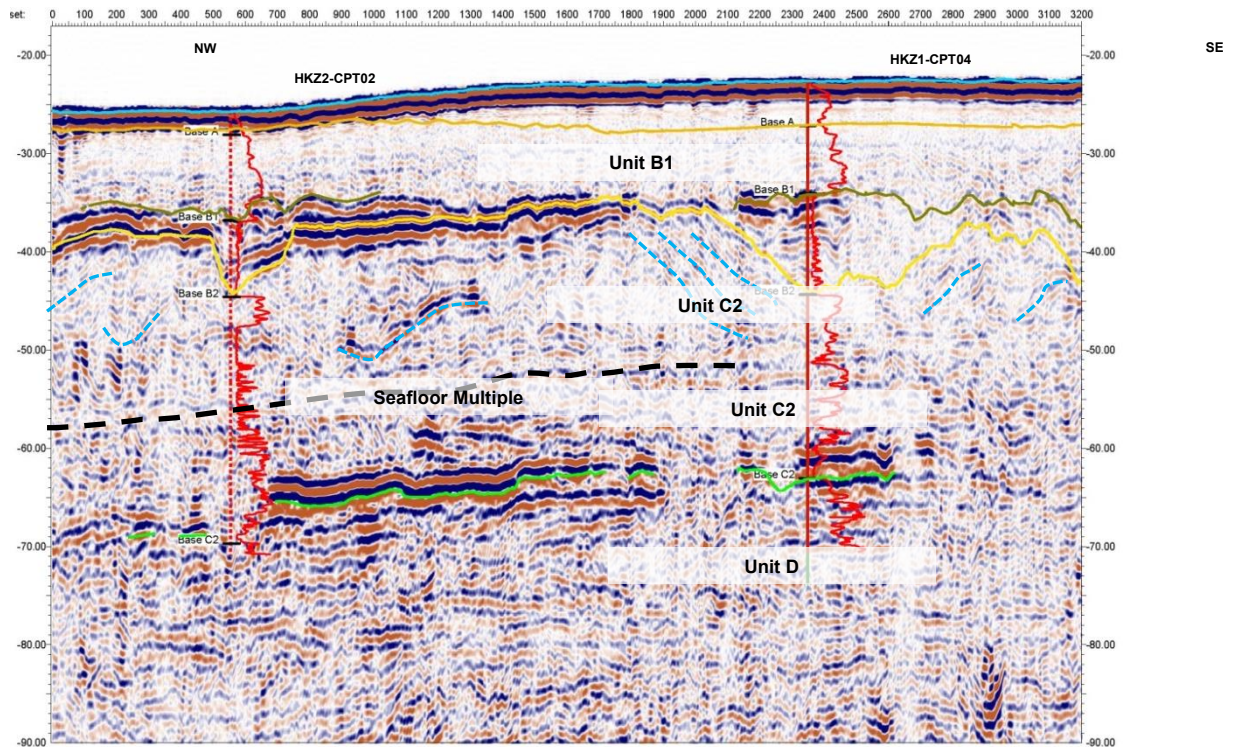 set:
0 100 200 300 400 500 600 700 800 900 1000 1100 1200 1300 1400 1500 1600 1700 1800 1900 2000 2100 2200 2300 2400 2500 2600 2700 2800 2900 3000 3100 3200
NW
SE
-20.00
-20.00
HKZ2-CPT02
HKZ1-CPT04
Base A
Base A
-30.00
-30.00
Unit B1
Base B1
Base B1
-40.00
-40.00
Base B2
Base B2
Unit C2
-50.00
-50.00
Seafloor Multiple
Unit C2
-60.00
-60.00
Base C2
Base C2
-70.00
-70.00
Unit D
-80.00
-80.00
-90.00
-90.00